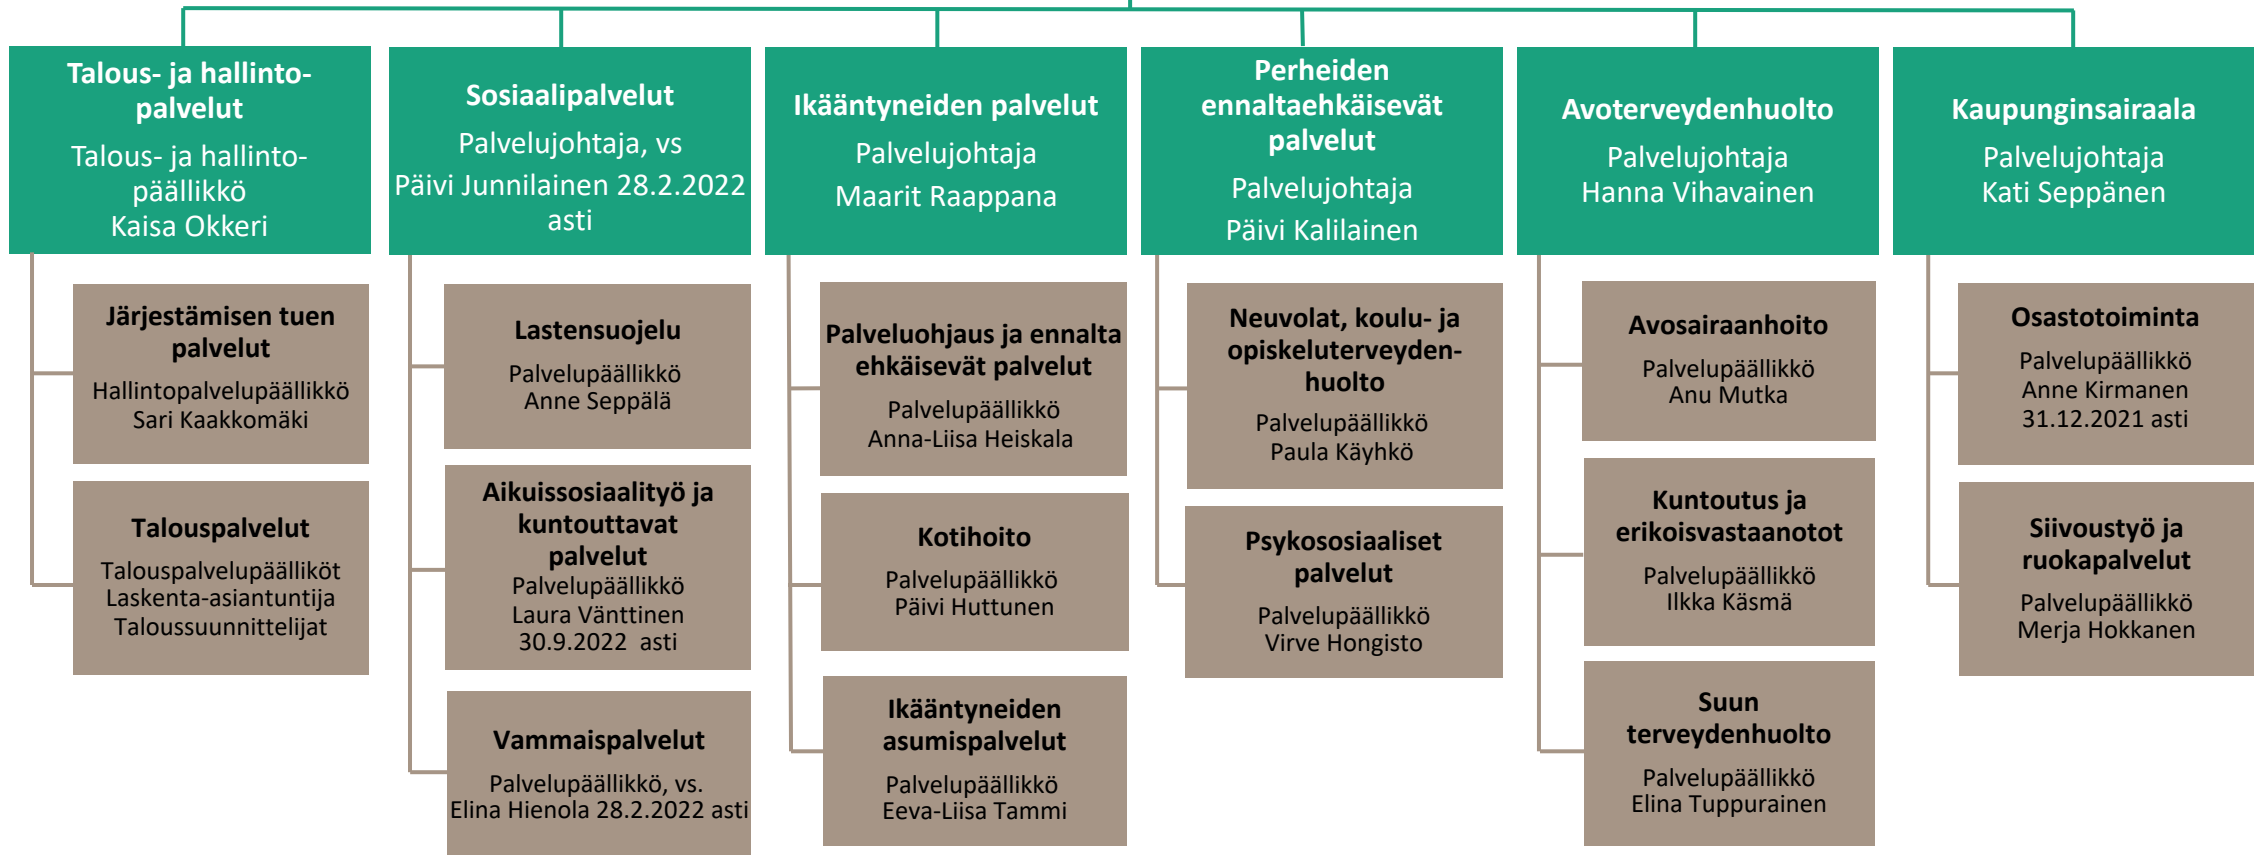 Talous- ja hallinto-
palvelut
Talous- ja hallinto-
päällikkö
Kaisa Okkeri
Järjestämisen tuen
palvelut
Hallintopalvelupäällikkö
Sari Kaakkomäki
Talouspalvelut
Talouspalvelupäälliköt
Laskenta-asiantuntija
Taloussuunnittelijat
Sosiaalipalvelut
Palvelujohtaja, vs
Päivi Junnilainen 28.2.2022
asti
Lastensuojelu
Palvelupäällikkö
Anne Seppälä
Aikuissosiaalityö ja
kuntouttavat
palvelut
Palvelupäällikkö
Laura Vänttinen
30.9.2022 asti
Vammaispalvelut
Palvelupäällikkö, vs.
Elina Hienola 28.2.2022 asti
Ikääntyneiden palvelut
Palvelujohtaja
Maarit Raappana
Palveluohjaus ja ennalta
ehkäisevät palvelut
Palvelupäällikkö
Anna-Liisa Heiskala
Kotihoito
Palvelupäällikkö
Päivi Huttunen
Ikääntyneiden
asumispalvelut
Palvelupäällikkö
Eeva-Liisa Tammi
Perheiden
ennaltaehkäisevät
palvelut
Palvelujohtaja
Päivi Kalilainen
Neuvolat, koulu- ja
opiskeluterveyden-
huolto
Palvelupäällikkö
Paula Käyhkö
Psykososiaaliset
palvelut
Palvelupäällikkö
Virve Hongisto
Avoterveydenhuolto
Palvelujohtaja
Hanna Vihavainen
Avosairaanhoito
Palvelupäällikkö
Anu Mutka
Kuntoutus ja
erikoisvastaanotot
Palvelupäällikkö
Ilkka Käsmä
Suun
terveydenhuolto
Palvelupäällikkö
Elina Tuppurainen
Kaupunginsairaala
Palvelujohtaja
Kati Seppänen
Osastotoiminta
Palvelupäällikkö
Anne Kirmanen
31.12.2021 asti
Siivoustyö ja
ruokapalvelut
Palvelupäällikkö
Merja Hokkanen